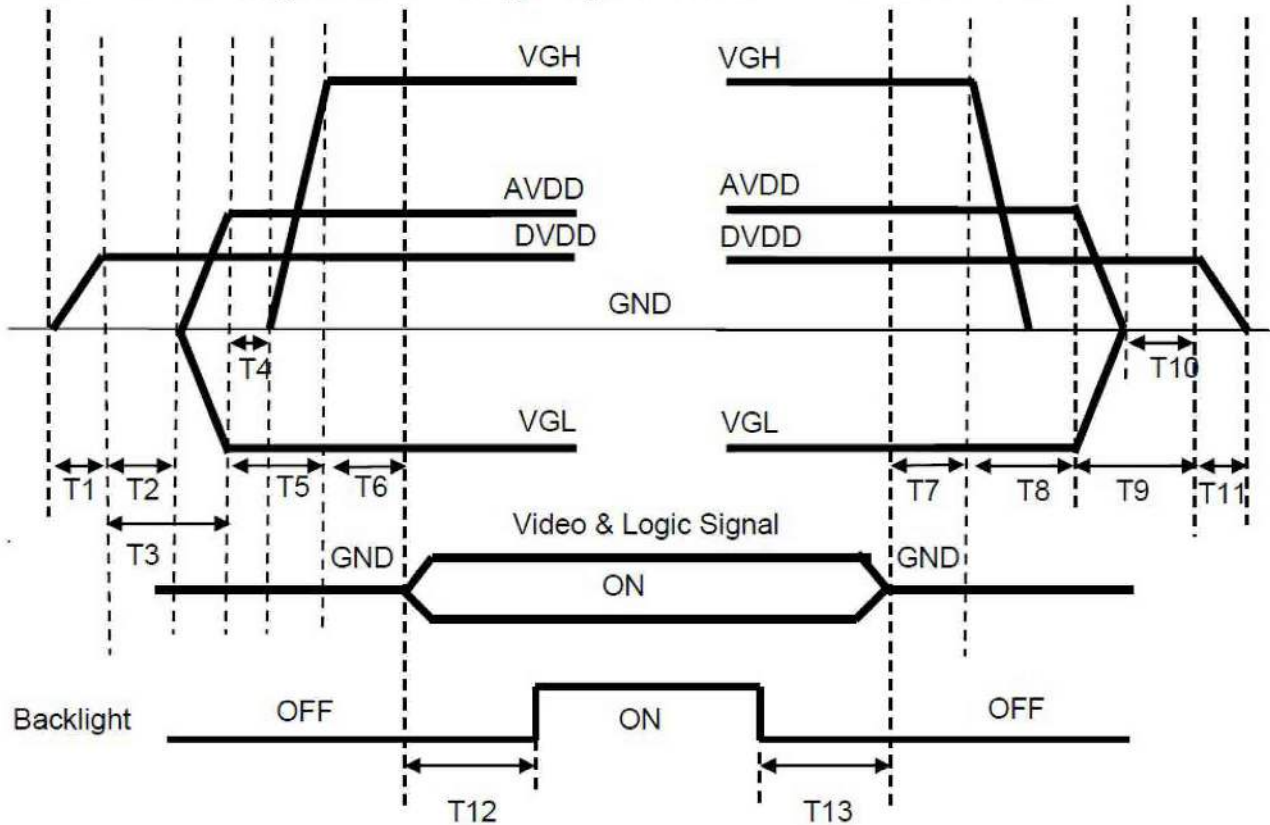 VGH VGH
AVDD AVDD
DVDD DVDD
GND
T4 T10
VGL VGL
T1 T2 T5 T6 T7 T8 T9 T11
T3
Video & Logic Signal
GND ON GND
Backlight OFF ON OFF
T12 T13